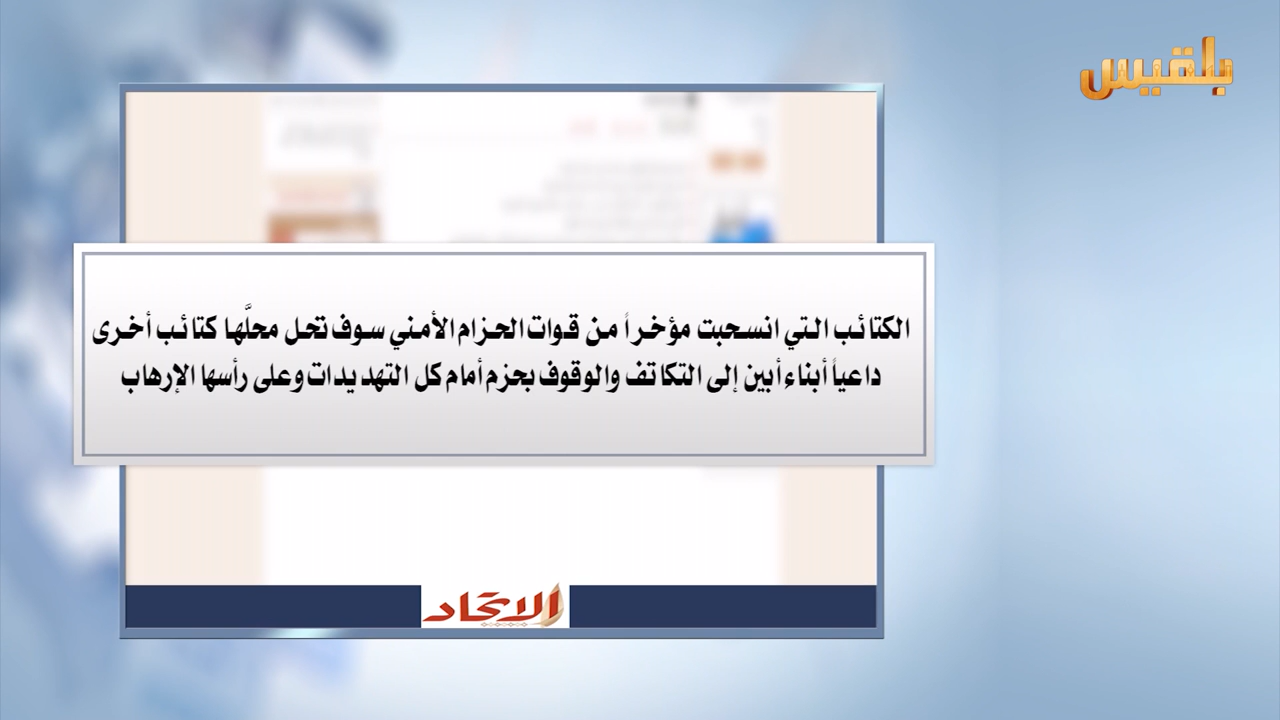 بلقيس
الكتائب التي انسحبت مؤخراً من قوات الحزام الأمني سوف تحل محلَّها كتائب أخرى
داعياً أبناء أبين إلى التكاتف والوقوف بحزم أمام كل التهديدات وعلى رأسها الإرهاب
الاتحاد